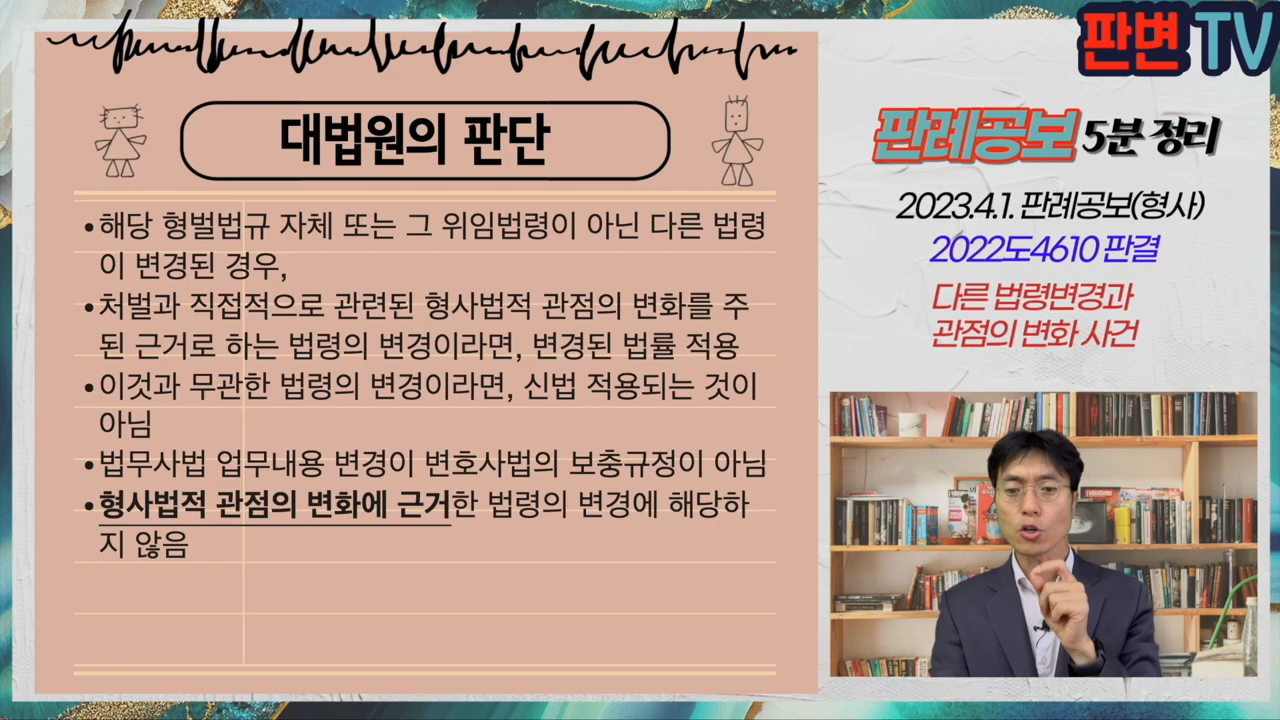 판변 TV
대법원의 판단
•해당 형벌법규 자체 또는 그 위임법령이 아닌 다른 법령
이 변경된 경우,
•처벌과 직접적으로 관련된 형사법적 관점의 변화를 주
된 근거로 하는 법령의 변경이라면, 변경된 법률 적용
•이것과 무관한 법령의 변경이라면, 신법 적용되는 것이
아님
•법무사법 업무내용 변경이 변호사법의 보충규정이 아님
•형사법적 관점의 변화에 근거한 법령의 변경에 해당하
지 않음
판례공보 5분 정리
2023.4.1. 판례공보(형사)
2022도4610 판결
다른 법령변경과
관점의 변화 사건